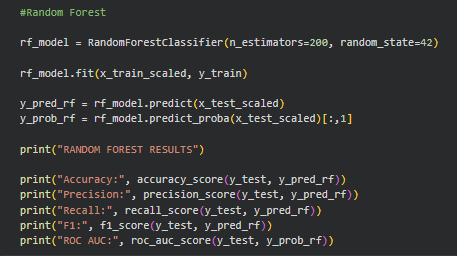 #Random Forest
rf_model = RandomForestClassifier(n_estimators=200, random_state=42)
rf_model.fit(x_train_scaled, y_train)
y_pred_rf = rf_model.predict(x_test_scaled)
y_prob_rf = rf_model.predict_proba(x_test_scaled)[:,1]
print("RANDOM FOREST RESULTS")
print("Accuracy:", accuracy_score(y_test, y_pred_rf))
print("Precision:", precision_score(y_test, y_pred_rf))
print("Recall:", recall_score(y_test, y_pred_rf))
print("F1:", f1_score(y_test, y_pred_rf))
print("ROC AUC:", roc_auc_score(y_test, y_prob_rf))